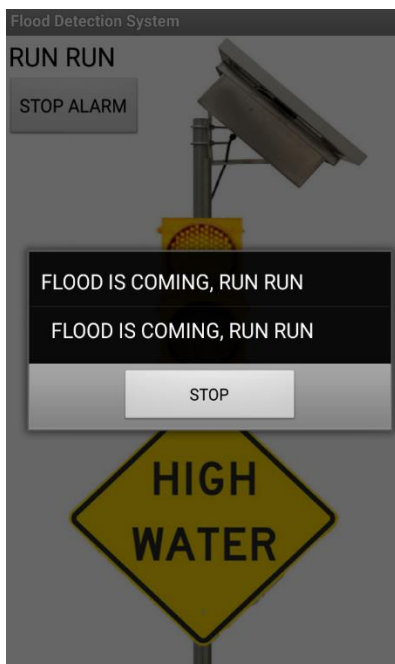 Flood Detection System
RUN RUN
STOP ALARM
FLOOD IS COMING, RUN RUN
FLOOD IS COMING, RUN RUN
STOP
HIGH
WATER